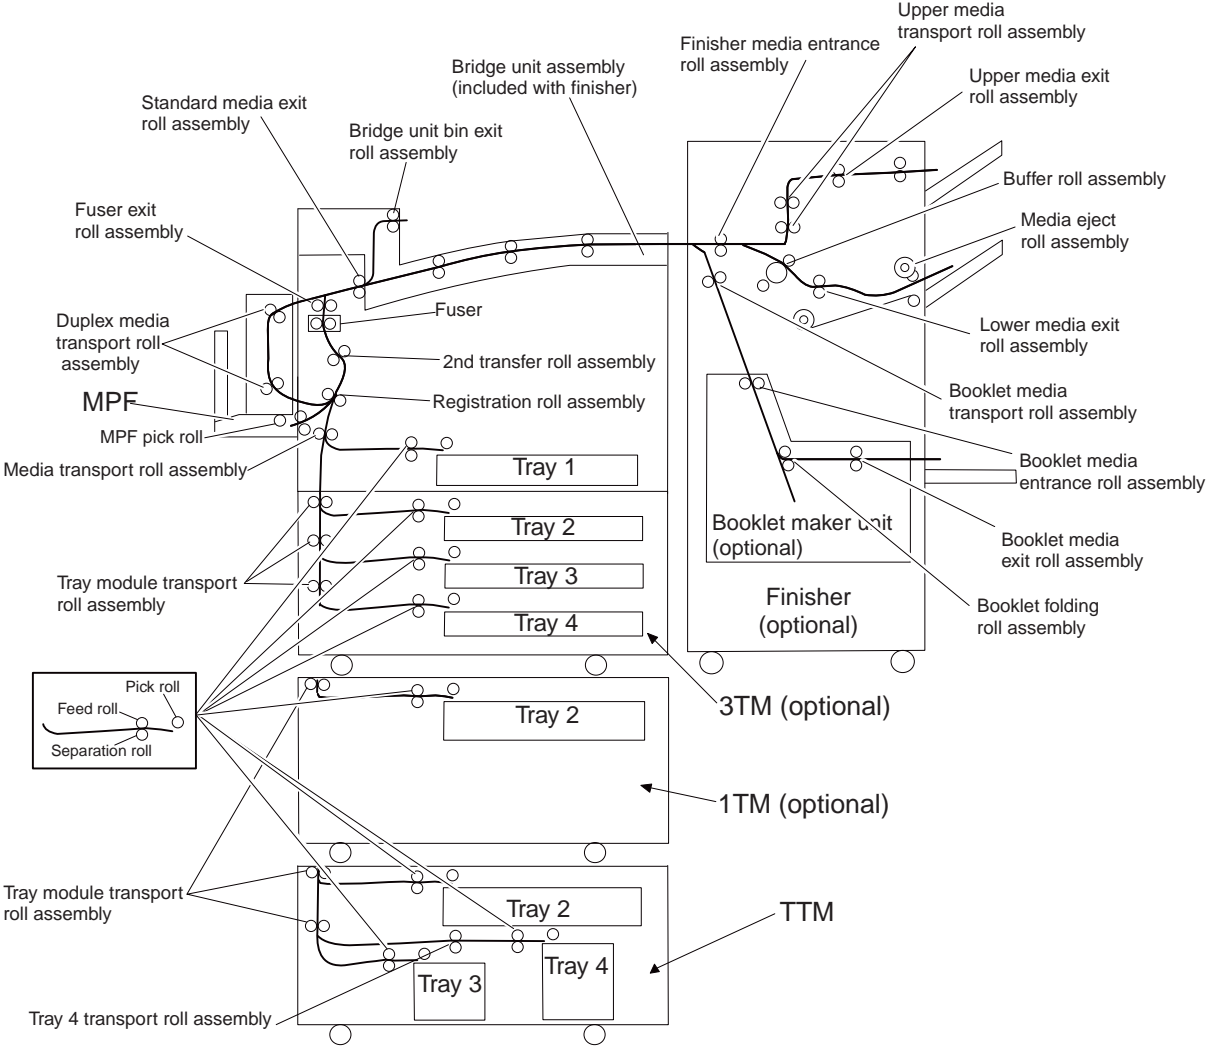 Upper media
transport roll assembly
Finisher media entrance
roll assembly
Bridge unit assembly
(included with finisher)
Upper media exit
roll assembly
Standard media exit
roll assembly
Bridge unit bin exit
roll assembly
Buffer roll assembly
Fuser exit
roll assembly
Media eject
roll assembly
Fuser
Duplex media
transport roll
assembly
Lower media exit
roll assembly
2nd transfer roll assembly
MPF
Registration roll assembly
Booklet media
transport roll assembly
MPF pick roll
Media transport roll assembly
Tray 1
Booklet media
entrance roll assembly
Tray 2
Booklet maker unit
(optional)
Booklet media
exit roll assembly
Tray module transport
roll assembly
Tray 3
Finisher
(optional)
Booklet folding
roll assembly
Tray 4
Pick roll
Feed roll
Separation roll
3TM (optional)
Tray 2
1TM (optional)
Tray module transport
roll assembly
Tray 2
TTM
Tray 3
Tray 4
Tray 4 transport roll assembly